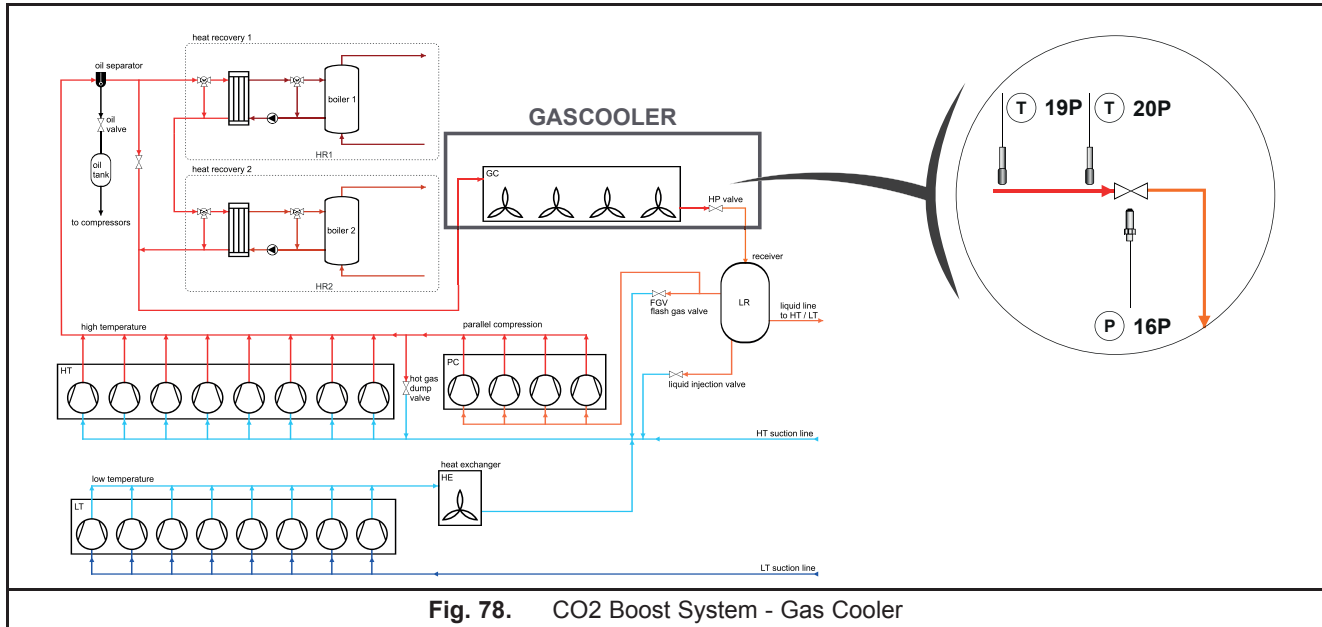 heat recovery 1
oil separator
boiler 1
oil
valve
oil
tank
to compressors
HR1
heat recovery 2
boiler 2
HR2
GASCOOLER
GC
HP valve
receiver
LR
FGV
flash gas valve
liquid line
to HT / LT
liquid injection valve
high temperature
parallel compression
HT
hot gas
dump
valve
PC
HT suction line
heat exchanger
HE
low temperature
LT
LT suction line
T 19P
T 20P
P 16P
Fig. 78. CO2 Boost System - Gas Cooler